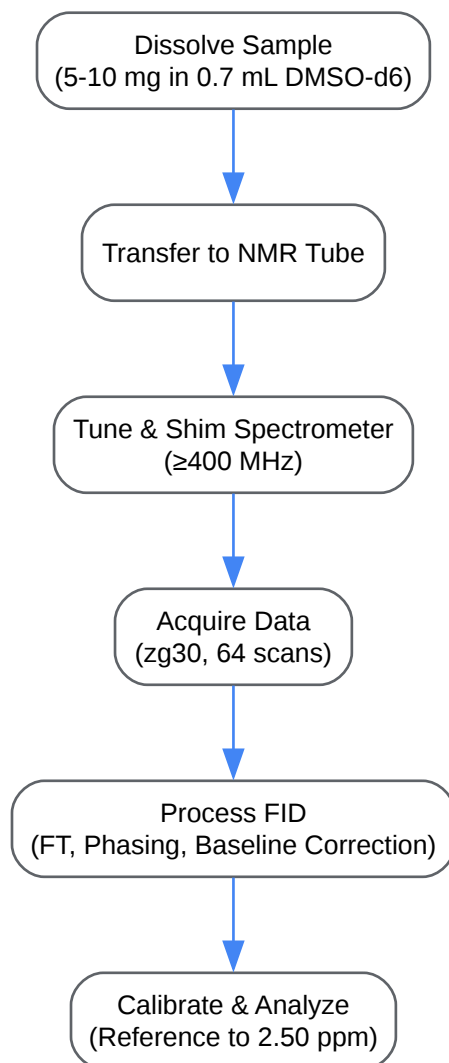 Dissolve Sample
(5-10 mg in 0.7 mL DMSO-d6)
Transfer to NMR Tube
Tune & Shim Spectrometer
(≥400 MHz)
Acquire Data
(zg30, 64 scans)
Process FID
(FT, Phasing, Baseline Correction)
Calibrate & Analyze
(Reference to 2.50 ppm)